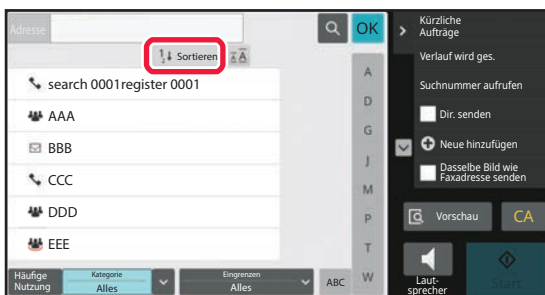 Adresse
OK
Sortieren
search 0001register 0001
AAA
BBB
CCC
DDD
EEE
A
D
G
J
M
P
T
W
Häufige
Nutzung
Kategorie
Alles
Eingrenzen
Alles
ABC
Kürzliche
Aufträge
Verlauf wird ges.
Suchnummer aufrufen
Dir. senden
Neue hinzufügen
Dasselbe Bild wie
Faxadresse senden
Vorschau
CA
Laut-
sprecher
Start